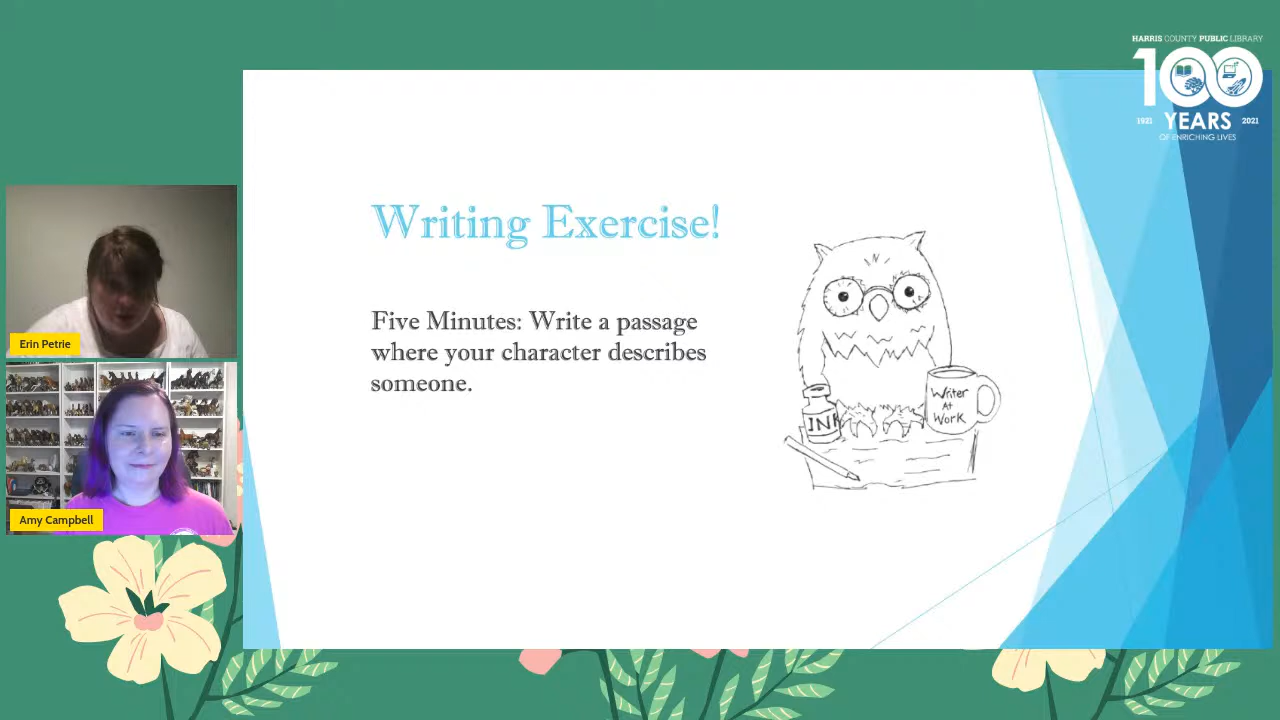 HARRIS COUNTY PUBLIC LIBRARY
100
1921 YEARS 2021
OF ENRICHING LIVES
Writing Exercise!
Five Minutes: Write a passage
where your character describes
someone.
Writer
At
Work
INK
Erin Petrie
Amy Campbell